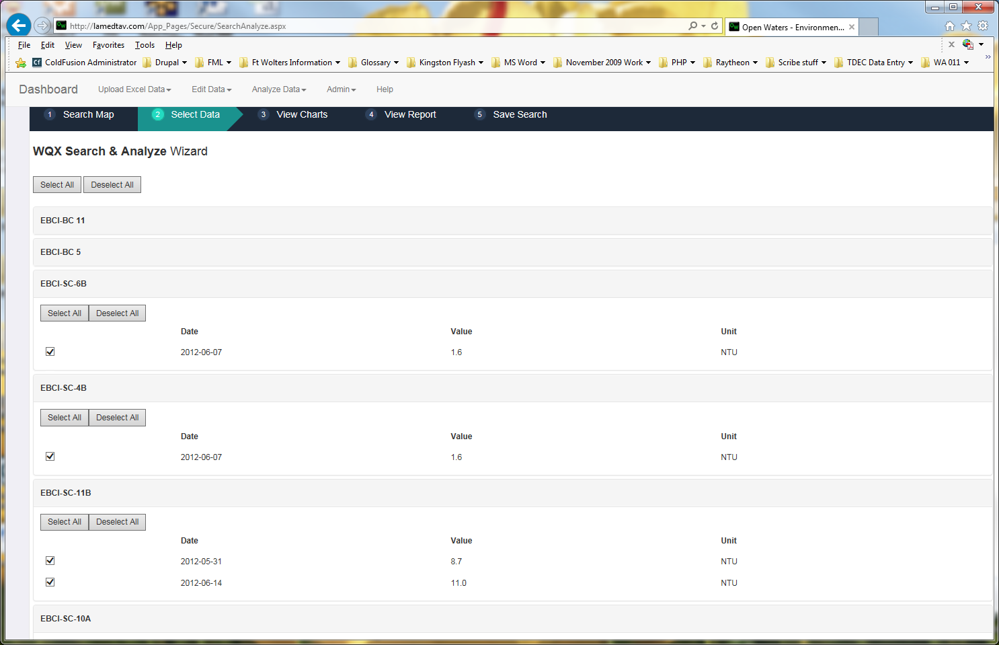 http://lamedtav.com/App_Pages/Secure/SearchAnalyze.aspx
Open Waters - Environmen...
File Edit View Favorites Tools Help
ColdFusion Administrator Drupal FML Ft Wolters Information Glossary Kingston Flyash MS Word November 2009 Work PHP Raytheon Scribe stuff TDEC Data Entry WA 011
Dashboard Upload Excel Data Edit Data Analyze Data Admin Help
1 Search Map 2 Select Data 3 View Charts 4 View Report 5 Save Search
WQX Search & Analyze Wizard
Select All Deselect All
EBCI-BC 11
EBCI-BC 5
EBCI-SC-6B
Select All Deselect All
Date Value Unit
2012-06-07 1.6 NTU
EBCI-SC-4B
Select All Deselect All
Date Value Unit
2012-06-07 1.6 NTU
EBCI-SC-11B
Select All Deselect All
Date Value Unit
2012-05-31 8.7 NTU
2012-06-14 11.0 NTU
EBCI-SC-10A